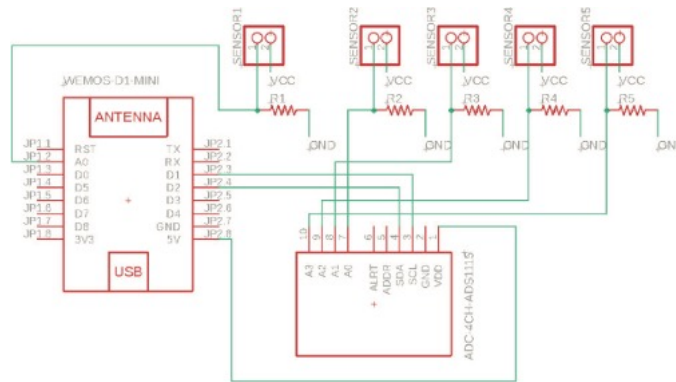 SENSOR1
1
2
VCC
R1
GND
SENSOR2
1
2
VCC
R2
GND
SENSOR3
1
2
VCC
R3
GND
SENSOR4
1
2
VCC
R4
GND
SENSOR5
1
2
VCC
R5
GN
WEMOS-D1-MINI
ANTENNA
JP1.1 RST TX JP2.1
JP1.2 A0 RX JP2.2
JP1.3 D0 D1 JP2.3
JP1.4 D5 D2 JP2.4
JP1.5 D6 D3 JP2.5
JP1.6 D7 D4 JP2.6
JP1.7 D8 GND JP2.7
JP1.8 3V3 5V JP2.8
USB
10 9 8 7 6 5 4 3 2 1
A3 A2 A1 A0 ALRT ADDR SDA SCL GND VDD
ADC-4CH-ADS1115